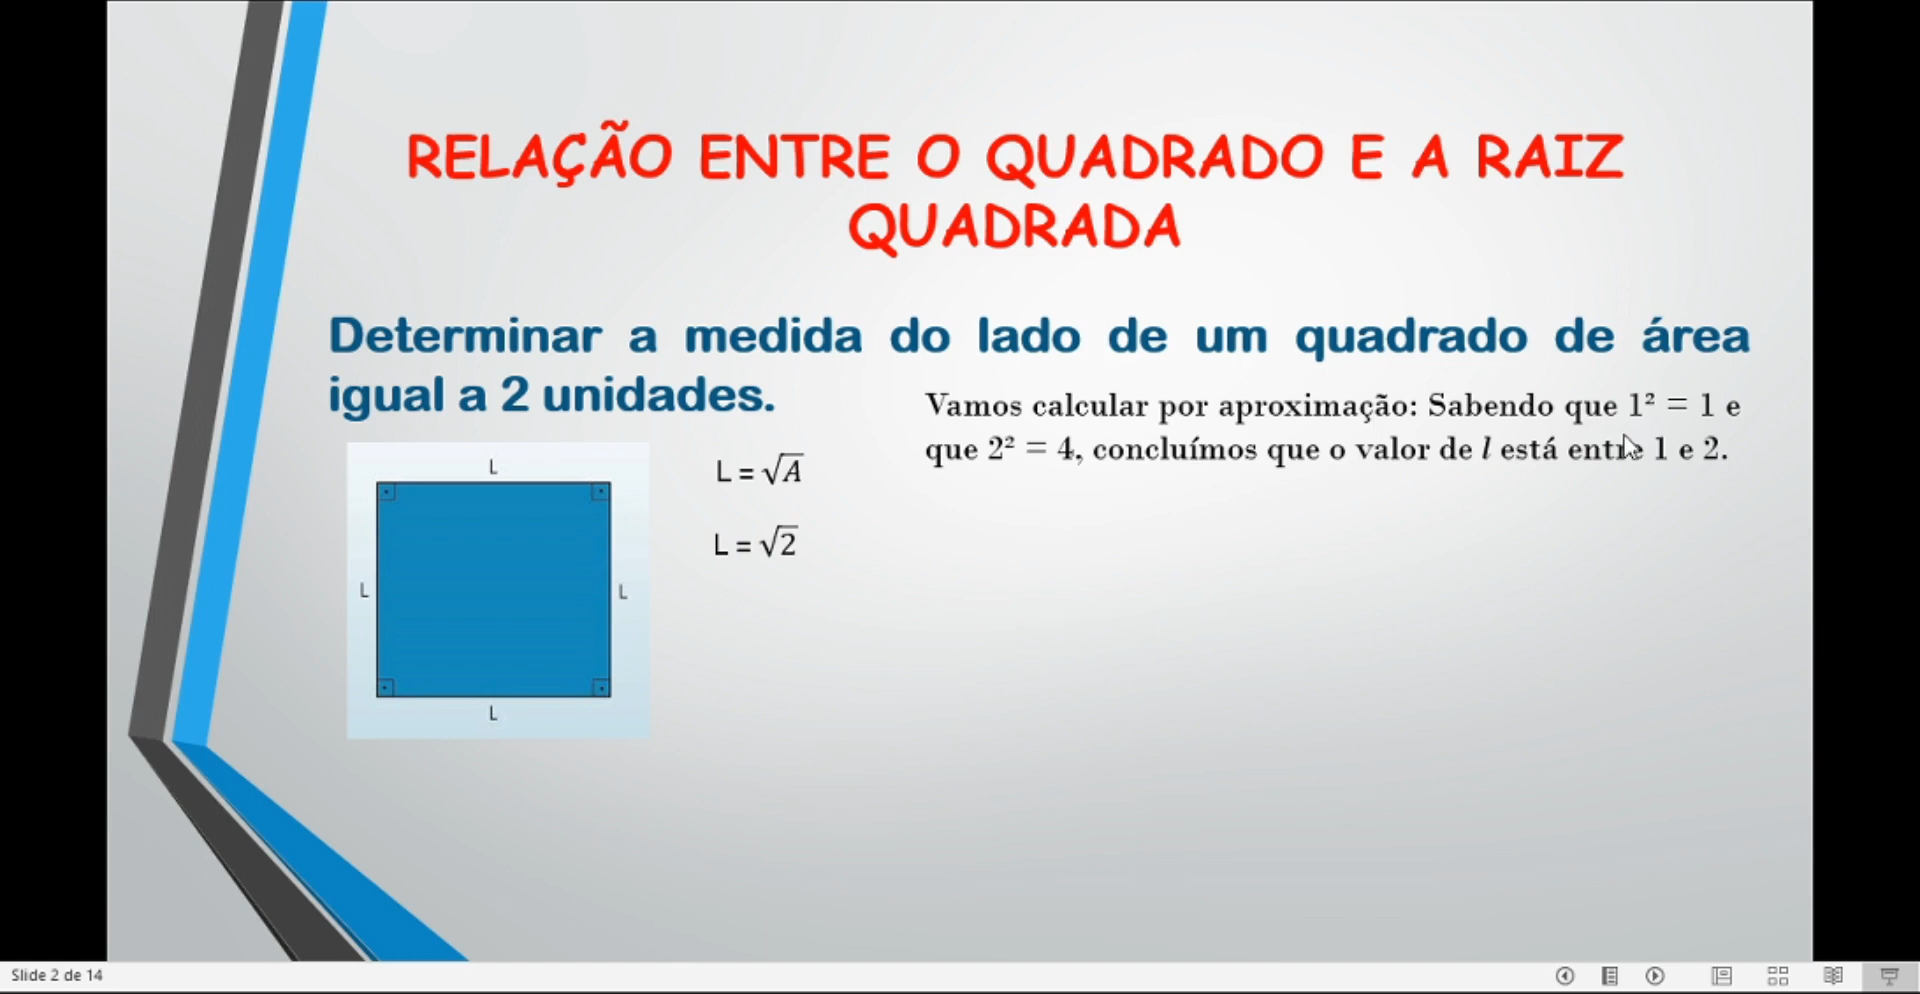 RELAÇÃO ENTRE O QUADRADO E A RAIZ
QUADRADA
Determinar a medida do lado de um quadrado de área
igual a 2 unidades.
Vamos calcular por aproximação: Sabendo que 1² = 1 e
que 2² = 4, concluímos que o valor de l está entre 1 e 2.
L
L = √A
L = √2
L
L
L
Slide 2 de 14